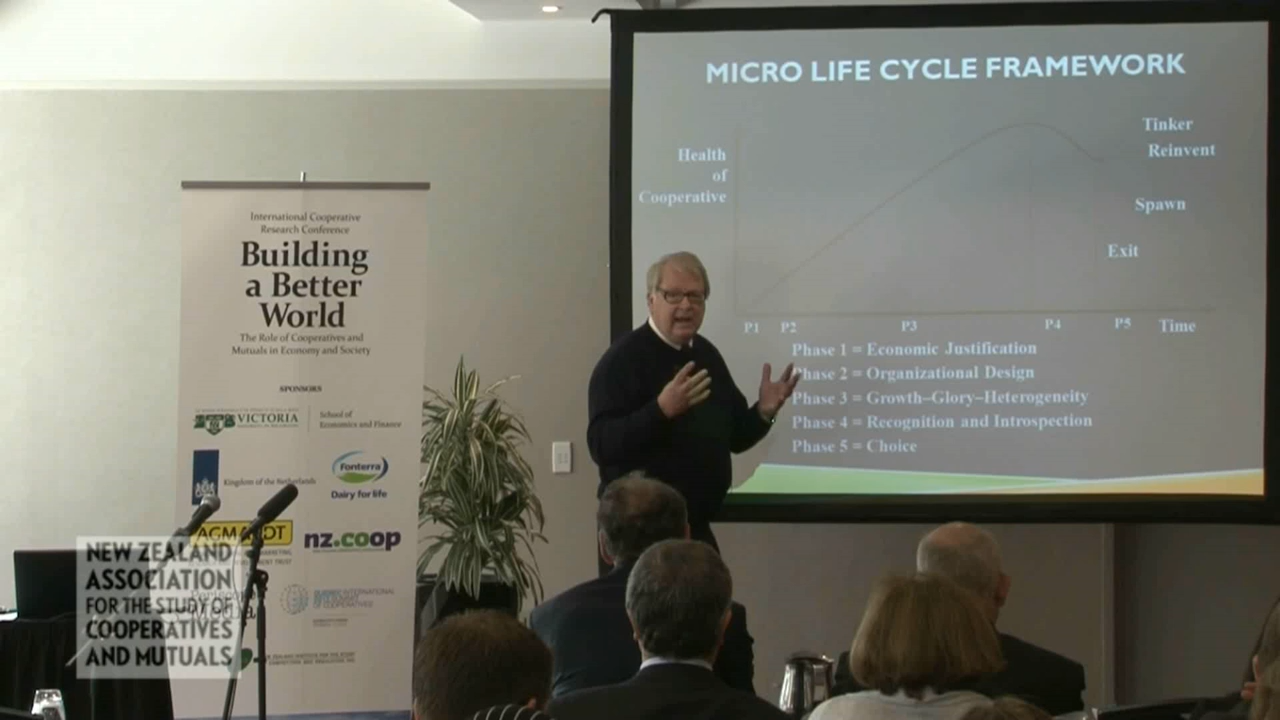 MICRO LIFE CYCLE FRAMEWORK
Health
of
Cooperative
Tinker
Reinvent
Spawn
Exit
P1 P2 P3 P4 P5 Time
Phase 1 = Economic Justification
Phase 2 = Organizational Design
Phase 3 = Growth–Glory–Heterogeneity
Phase 4 = Recognition and Introspection
Phase 5 = Choice
International Cooperative
Research Conference
Building
a Better
World
The Role of Cooperatives and
Mutuals in Economy and Society
SPONSORS
VICTORIA
School of
Economics and Finance
Kingdom of the Netherlands
Fonterra
Dairy for life
nz.coop
NEW ZEALAND
ASSOCIATION
FOR THE STUDY OF
COOPERATIVES
AND MUTUALS